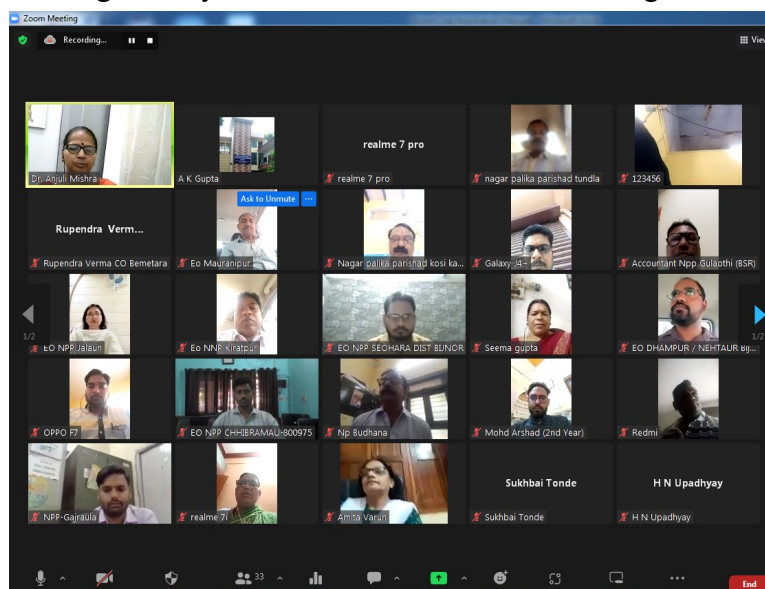 Zoom Meeting
Recording...
View
Dr. Anjuli Mishra
A K Gupta
realme 7 pro
realme 7 pro
nagar palika parishad tundla
123456
Ask to Unmute
Rupendra Verm...
Rupendra Verma CO Bemetara
Eo Mauranipur
Nagar palika parishad kosi ka...
Galaxy J4+
Accountant Npp Gulaothi (BSR)
1/2
1/2
EO NPP Jalaun
Eo NNP Kiratpur
EO NPP SEOHARA DIST BIJNOR
Seema gupta
EO DHAMPUR / NEHTAUR BIJ...
OPPO F7
EO NPP CHHIBRAMAU-800975
Np Budhana
Mohd Arshad (2nd Year)
Redmi
NPP-Gajraula
realme 7i
Amita Varun
Sukhbai Tonde
Sukhbai Tonde
H N Upadhyay
H N Upadhyay
33
End